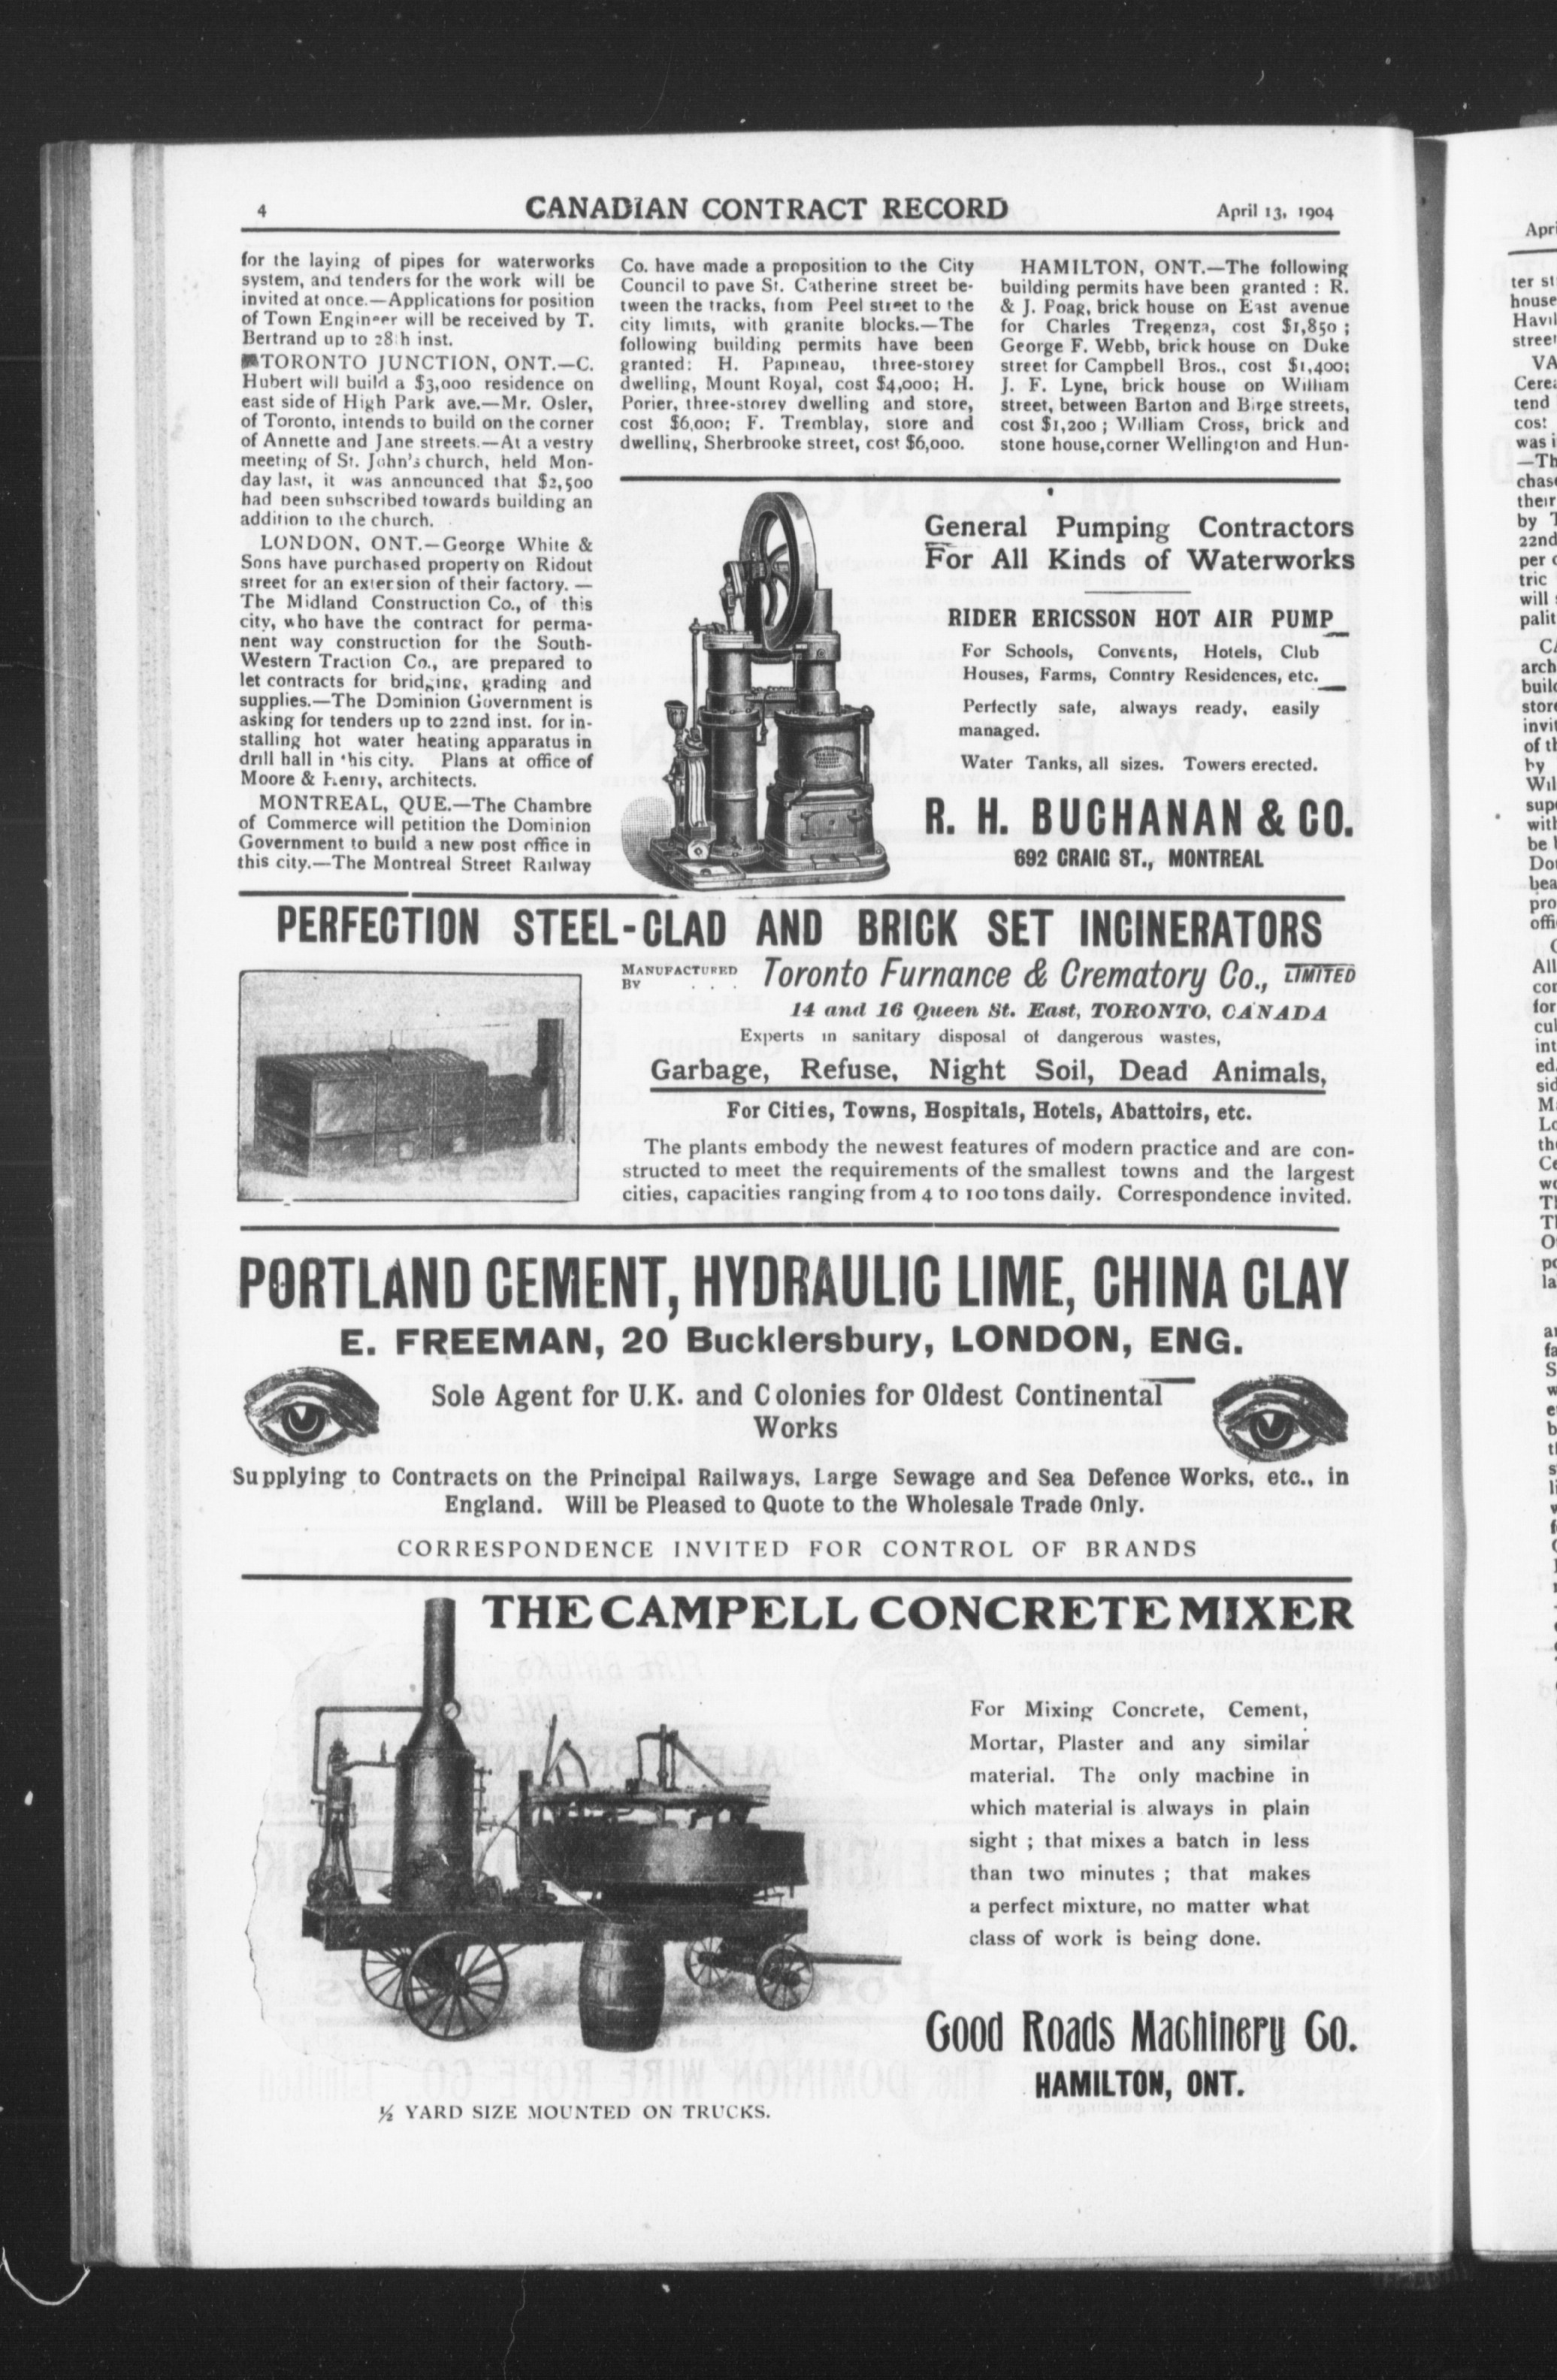 4
CANADIAN CONTRACT RECORD
April 13, 1904
for the laying of pipes for waterworks
system, and tenders for the work will be
invited at once.—Applications for position
of Town Engineer will be received by T.
Bertrand up to 28th inst.
TORONTO JUNCTION, ONT.—C.
Hubert will build a $3,000 residence on
east side of High Park ave.—Mr. Osler,
of Toronto, intends to build on the corner
of Annette and Jane streets.—At a vestry
meeting of St. John's church, held Mon-
day last, it was announced that $2,500
had been subscribed towards building an
addition to the church.
LONDON, ONT.—George White &
Sons have purchased property on Ridout
street for an extersion of their factory. —
The Midland Construction Co., of this
city, who have the contract for perma-
nent way construction for the South-
Western Traction Co., are prepared to
let contracts for bridging, grading and
supplies.—The Dominion Government is
asking for tenders up to 22nd inst. for in-
stalling hot water heating apparatus in
drill hall in this city. Plans at office of
Moore & Henry, architects.
MONTREAL, QUE.—The Chambre
of Commerce will petition the Dominion
Government to build a new post office in
this city.—The Montreal Street Railway
Co. have made a proposition to the City
Council to pave St. Catherine street be-
tween the tracks, from Peel street to the
city limits, with granite blocks.—The
following building permits have been
granted: H. Papineau, three-storey
dwelling, Mount Royal, cost $4,000; H.
Porier, three-storey dwelling and store,
cost $6,000; F. Tremblay, store and
dwelling, Sherbrooke street, cost $6,000.
HAMILTON, ONT.—The following
building permits have been granted : R.
& J. Poag, brick house on East avenue
for Charles Tregenza, cost $1,850 ;
George F. Webb, brick house on Duke
street for Campbell Bros., cost $1,400;
J. F. Lyne, brick house on William
street, between Barton and Birge streets,
cost $1,200 ; William Cross, brick and
stone house,corner Wellington and Hun-
General Pumping Contractors
For All Kinds of Waterworks
RIDER ERICSSON HOT AIR PUMP
For Schools, Convents, Hotels, Club
Houses, Farms, Conntry Residences, etc.
Perfectly safe, always ready, easily
managed.
Water Tanks, all sizes. Towers erected.
R. H. BUCHANAN & CO.
692 CRAIG ST., MONTREAL
PERFECTION STEEL-CLAD AND BRICK SET INCINERATORS
MANUFACTURED
BY . . .
Toronto Furnance & Crematory Co., LIMITED
14 and 16 Queen St. East, TORONTO, CANADA
Experts in sanitary disposal of dangerous wastes,
Garbage, Refuse, Night Soil, Dead Animals,
For Cities, Towns, Hospitals, Hotels, Abattoirs, etc.
The plants embody the newest features of modern practice and are con-
structed to meet the requirements of the smallest towns and the largest
cities, capacities ranging from 4 to 100 tons daily. Correspondence invited.
PORTLAND CEMENT, HYDRAULIC LIME, CHINA CLAY
E. FREEMAN, 20 Bucklersbury, LONDON, ENG.
Sole Agent for U.K. and Colonies for Oldest Continental
Works
Supplying to Contracts on the Principal Railways, Large Sewage and Sea Defence Works, etc., in
England. Will be Pleased to Quote to the Wholesale Trade Only.
CORRESPONDENCE INVITED FOR CONTROL OF BRANDS
THE CAMPELL CONCRETE MIXER
For Mixing Concrete, Cement,
Mortar, Plaster and any similar
material. The only machine in
which material is always in plain
sight ; that mixes a batch in less
than two minutes ; that makes
a perfect mixture, no matter what
class of work is being done.
Good Roads Machinery Co.
HAMILTON, ONT.
½ YARD SIZE MOUNTED ON TRUCKS.